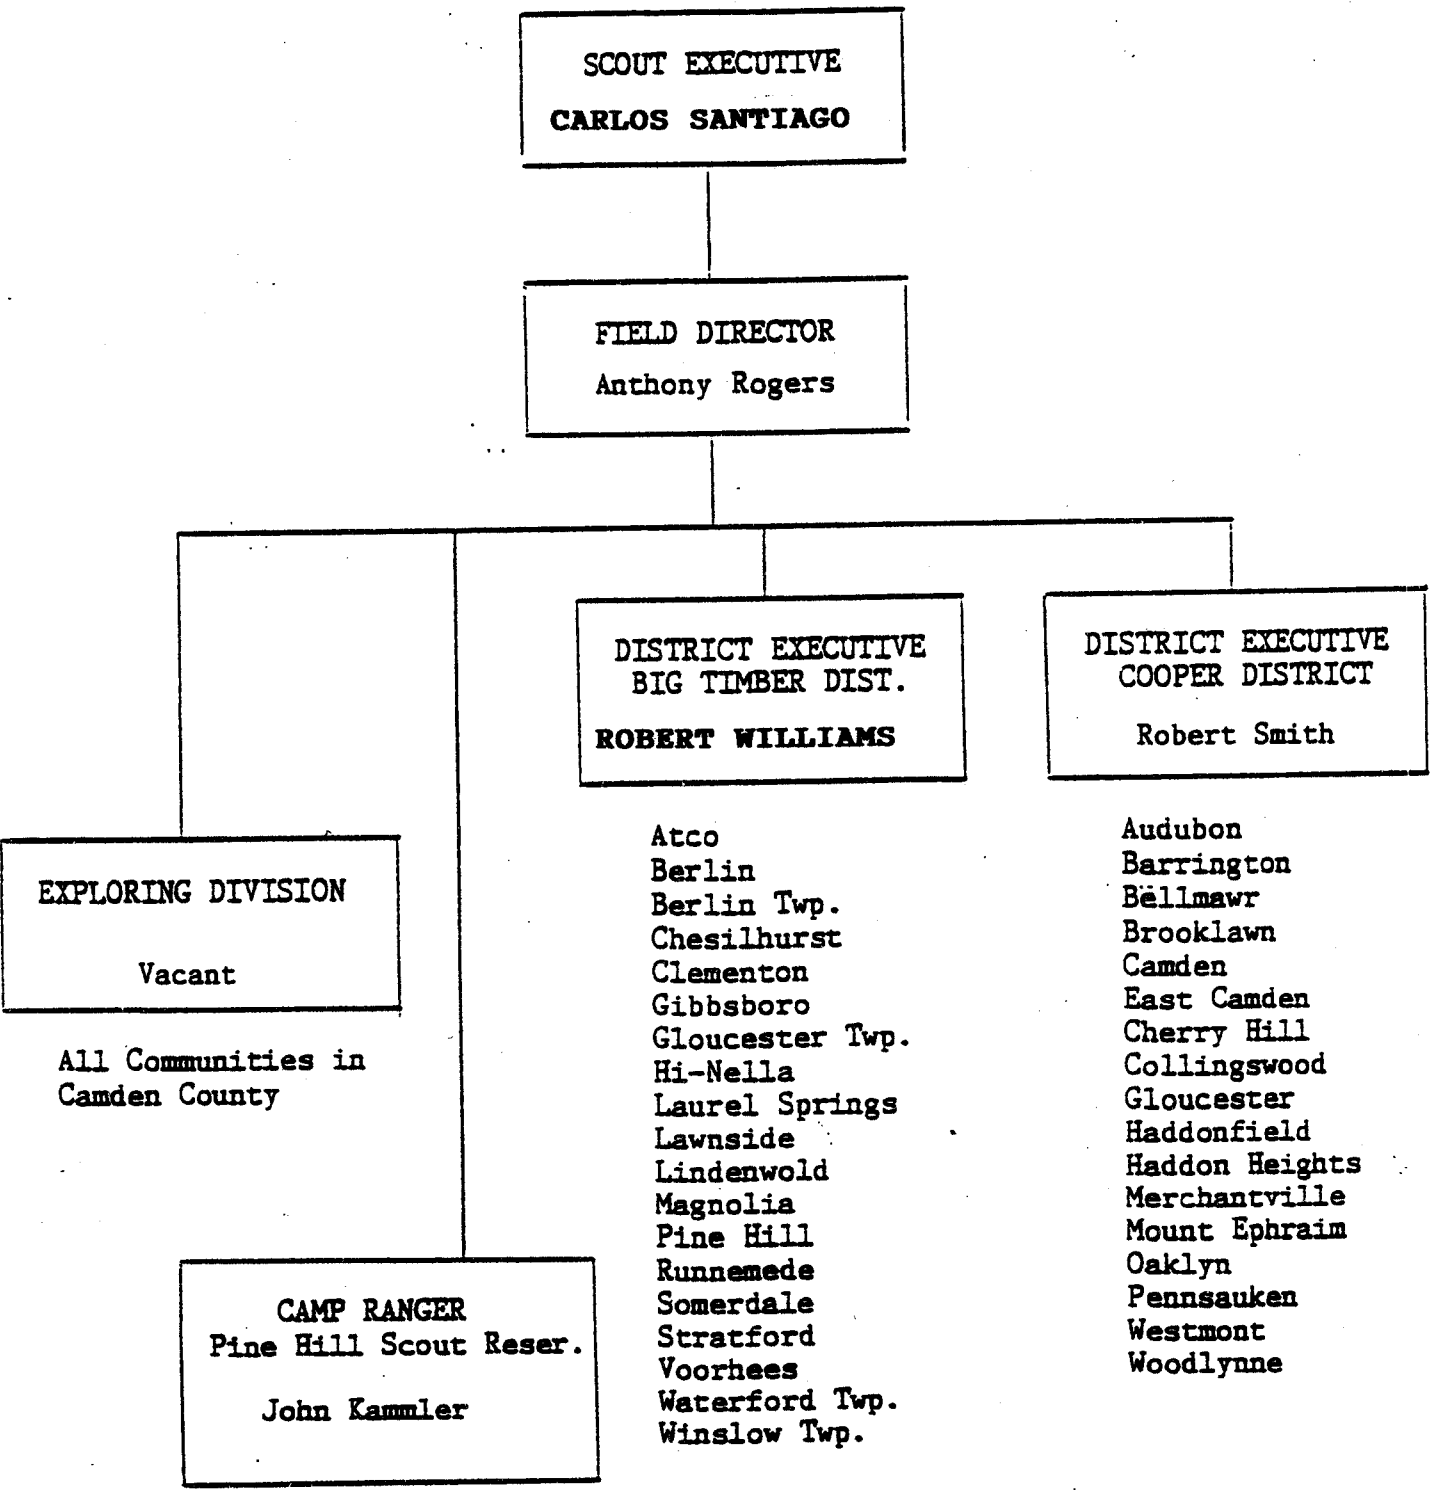 SCOUT EXECUTIVE
CARLOS SANTIAGO
FIELD DIRECTOR
Anthony Rogers
DISTRICT EXECUTIVE
BIG TIMBER DIST.
ROBERT WILLIAMS
DISTRICT EXECUTIVE
COOPER DISTRICT
Robert Smith
EXPLORING DIVISION
Vacant
All Communities in
Camden County
CAMP RANGER
Pine Hill Scout Reser.
John Kammler
Atco
Berlin
Berlin Twp.
Chesilhurst
Clementon
Gibbsboro
Gloucester Twp.
Hi-Nella
Laurel Springs
Lawnside
Lindenwold
Magnolia
Pine Hill
Runnemede
Somerdale
Stratford
Voorhees
Waterford Twp.
Winslow Twp.
Audubon
Barrington
Bellmawr
Brooklawn
Camden
East Camden
Cherry Hill
Collingswood
Gloucester
Haddonfield
Haddon Heights
Merchantville
Mount Ephraim
Oaklyn
Pennsauken
Westmont
Woodlynne